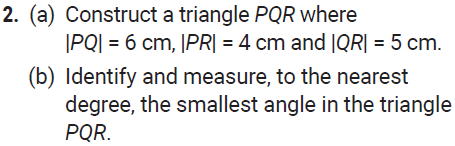 2. (a) Construct a triangle PQR where
|PQ| = 6 cm, |PR| = 4 cm and |QR| = 5 cm.
(b) Identify and measure, to the nearest
degree, the smallest angle in the triangle
PQR.